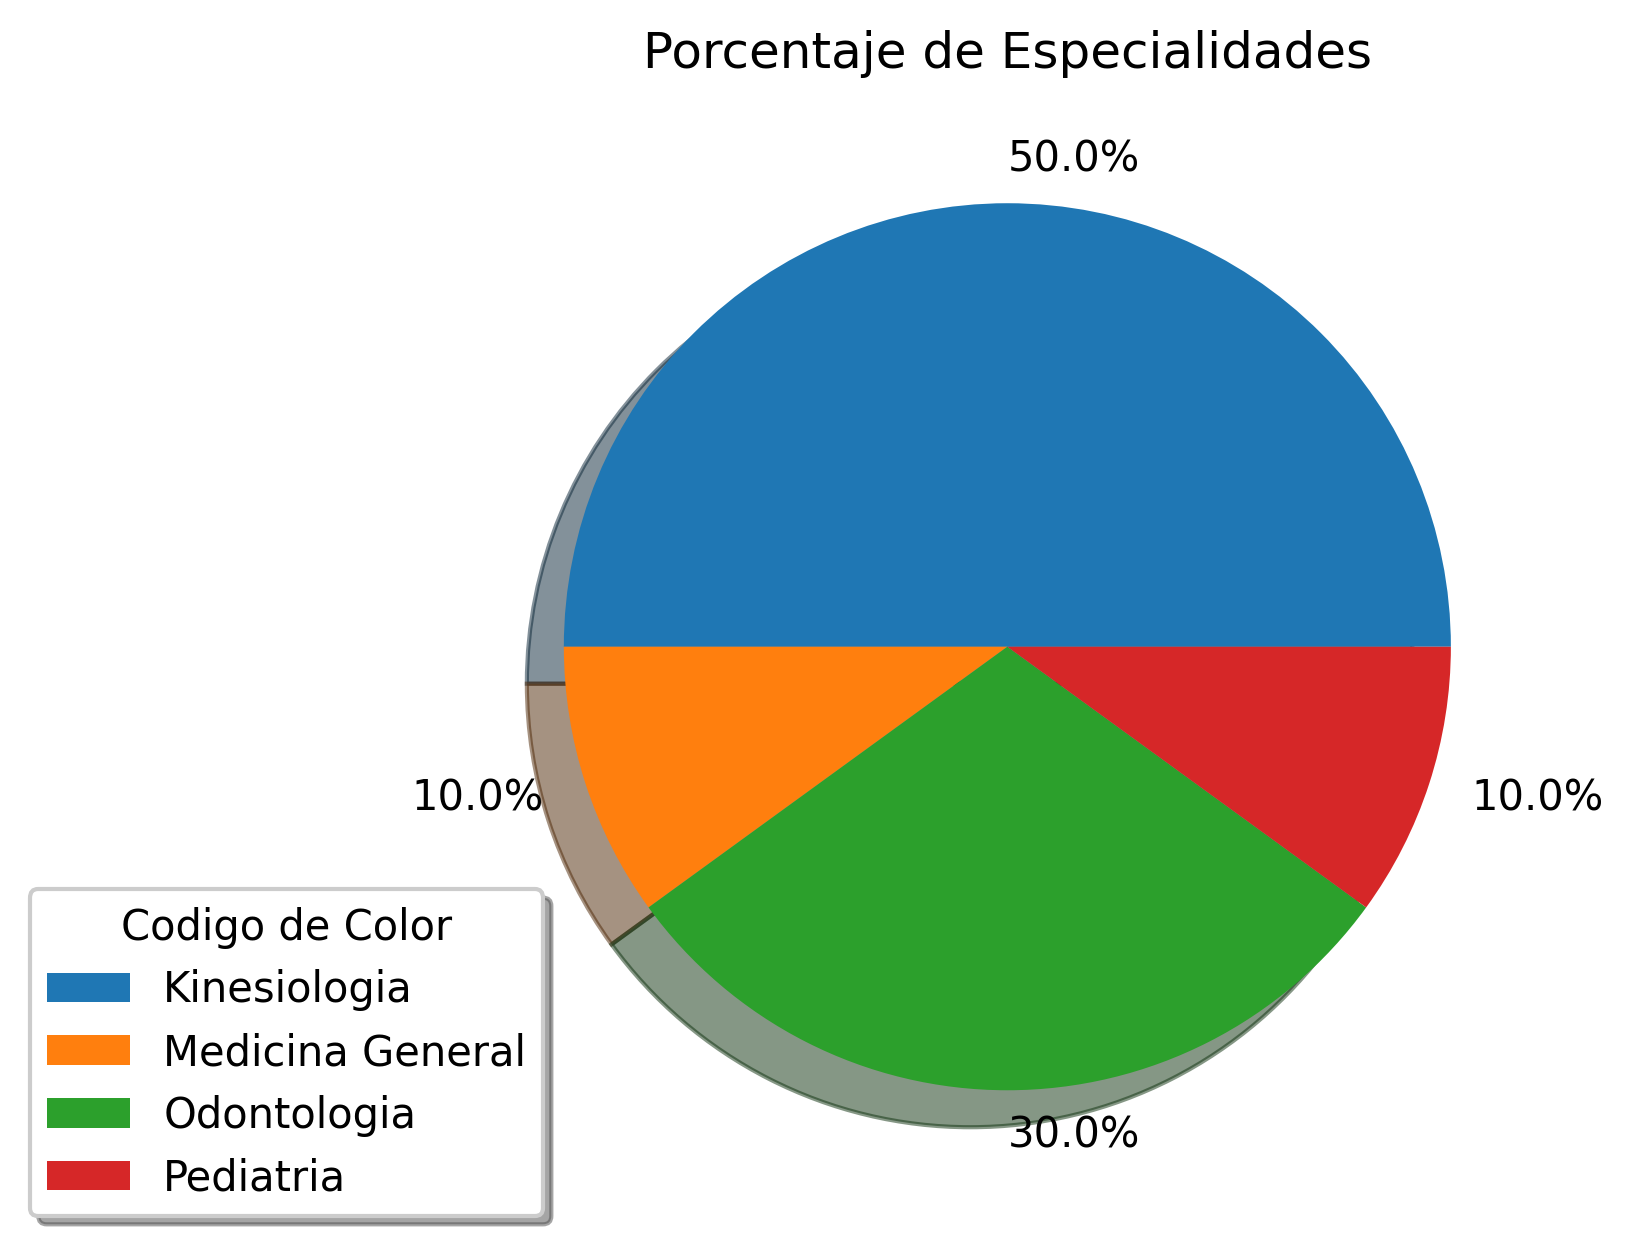 Porcentaje de Especialidades
50.0%
10.0%
10.0%
30.0%
Codigo de Color
Kinesiologia
Medicina General
Odontologia
Pediatria